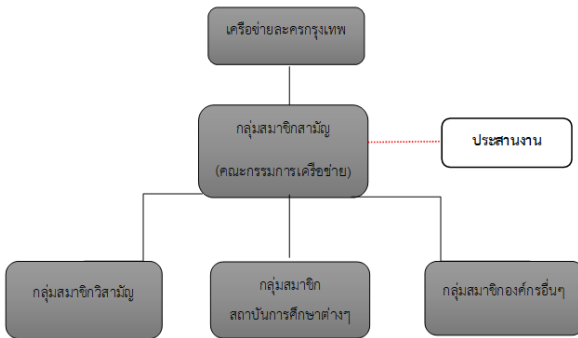 เครือข่ายละครกรุงเทพ
กลุ่มสมาชิกสามัญ
(คณะกรรมการเครือข่าย)
ประสานงาน
กลุ่มสมาชิกวิสามัญ
กลุ่มสมาชิก
สถาบันการศึกษาต่างๆ
กลุ่มสมาชิกองค์กรอื่นๆ